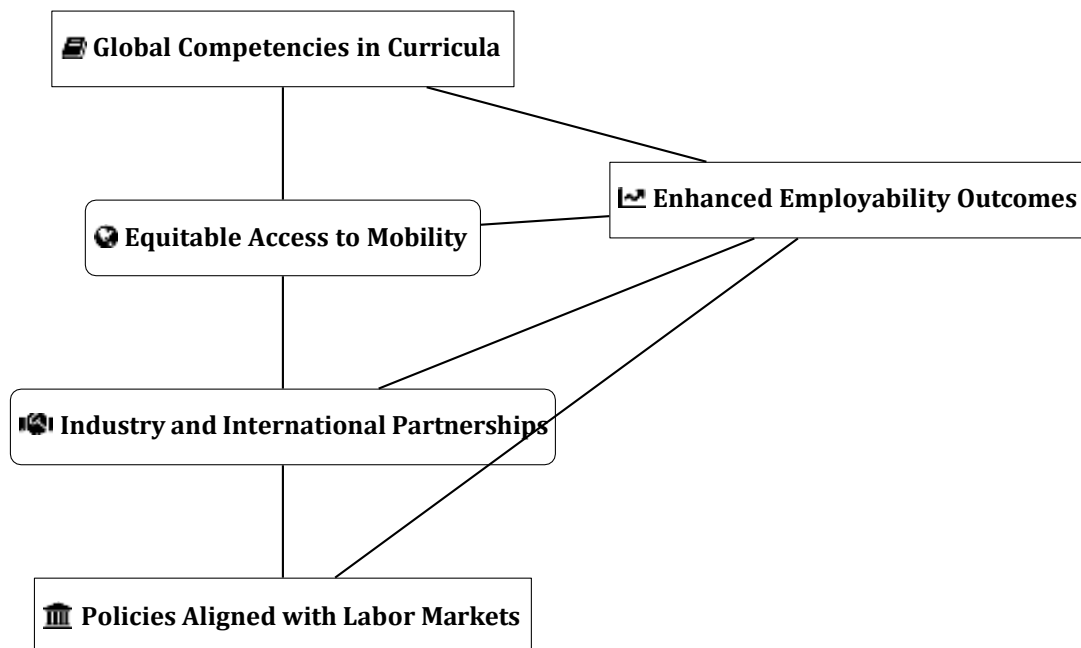 Global Competencies in Curricula
Enhanced Employability Outcomes
Equitable Access to Mobility
Industry and International Partnerships
Policies Aligned with Labor Markets